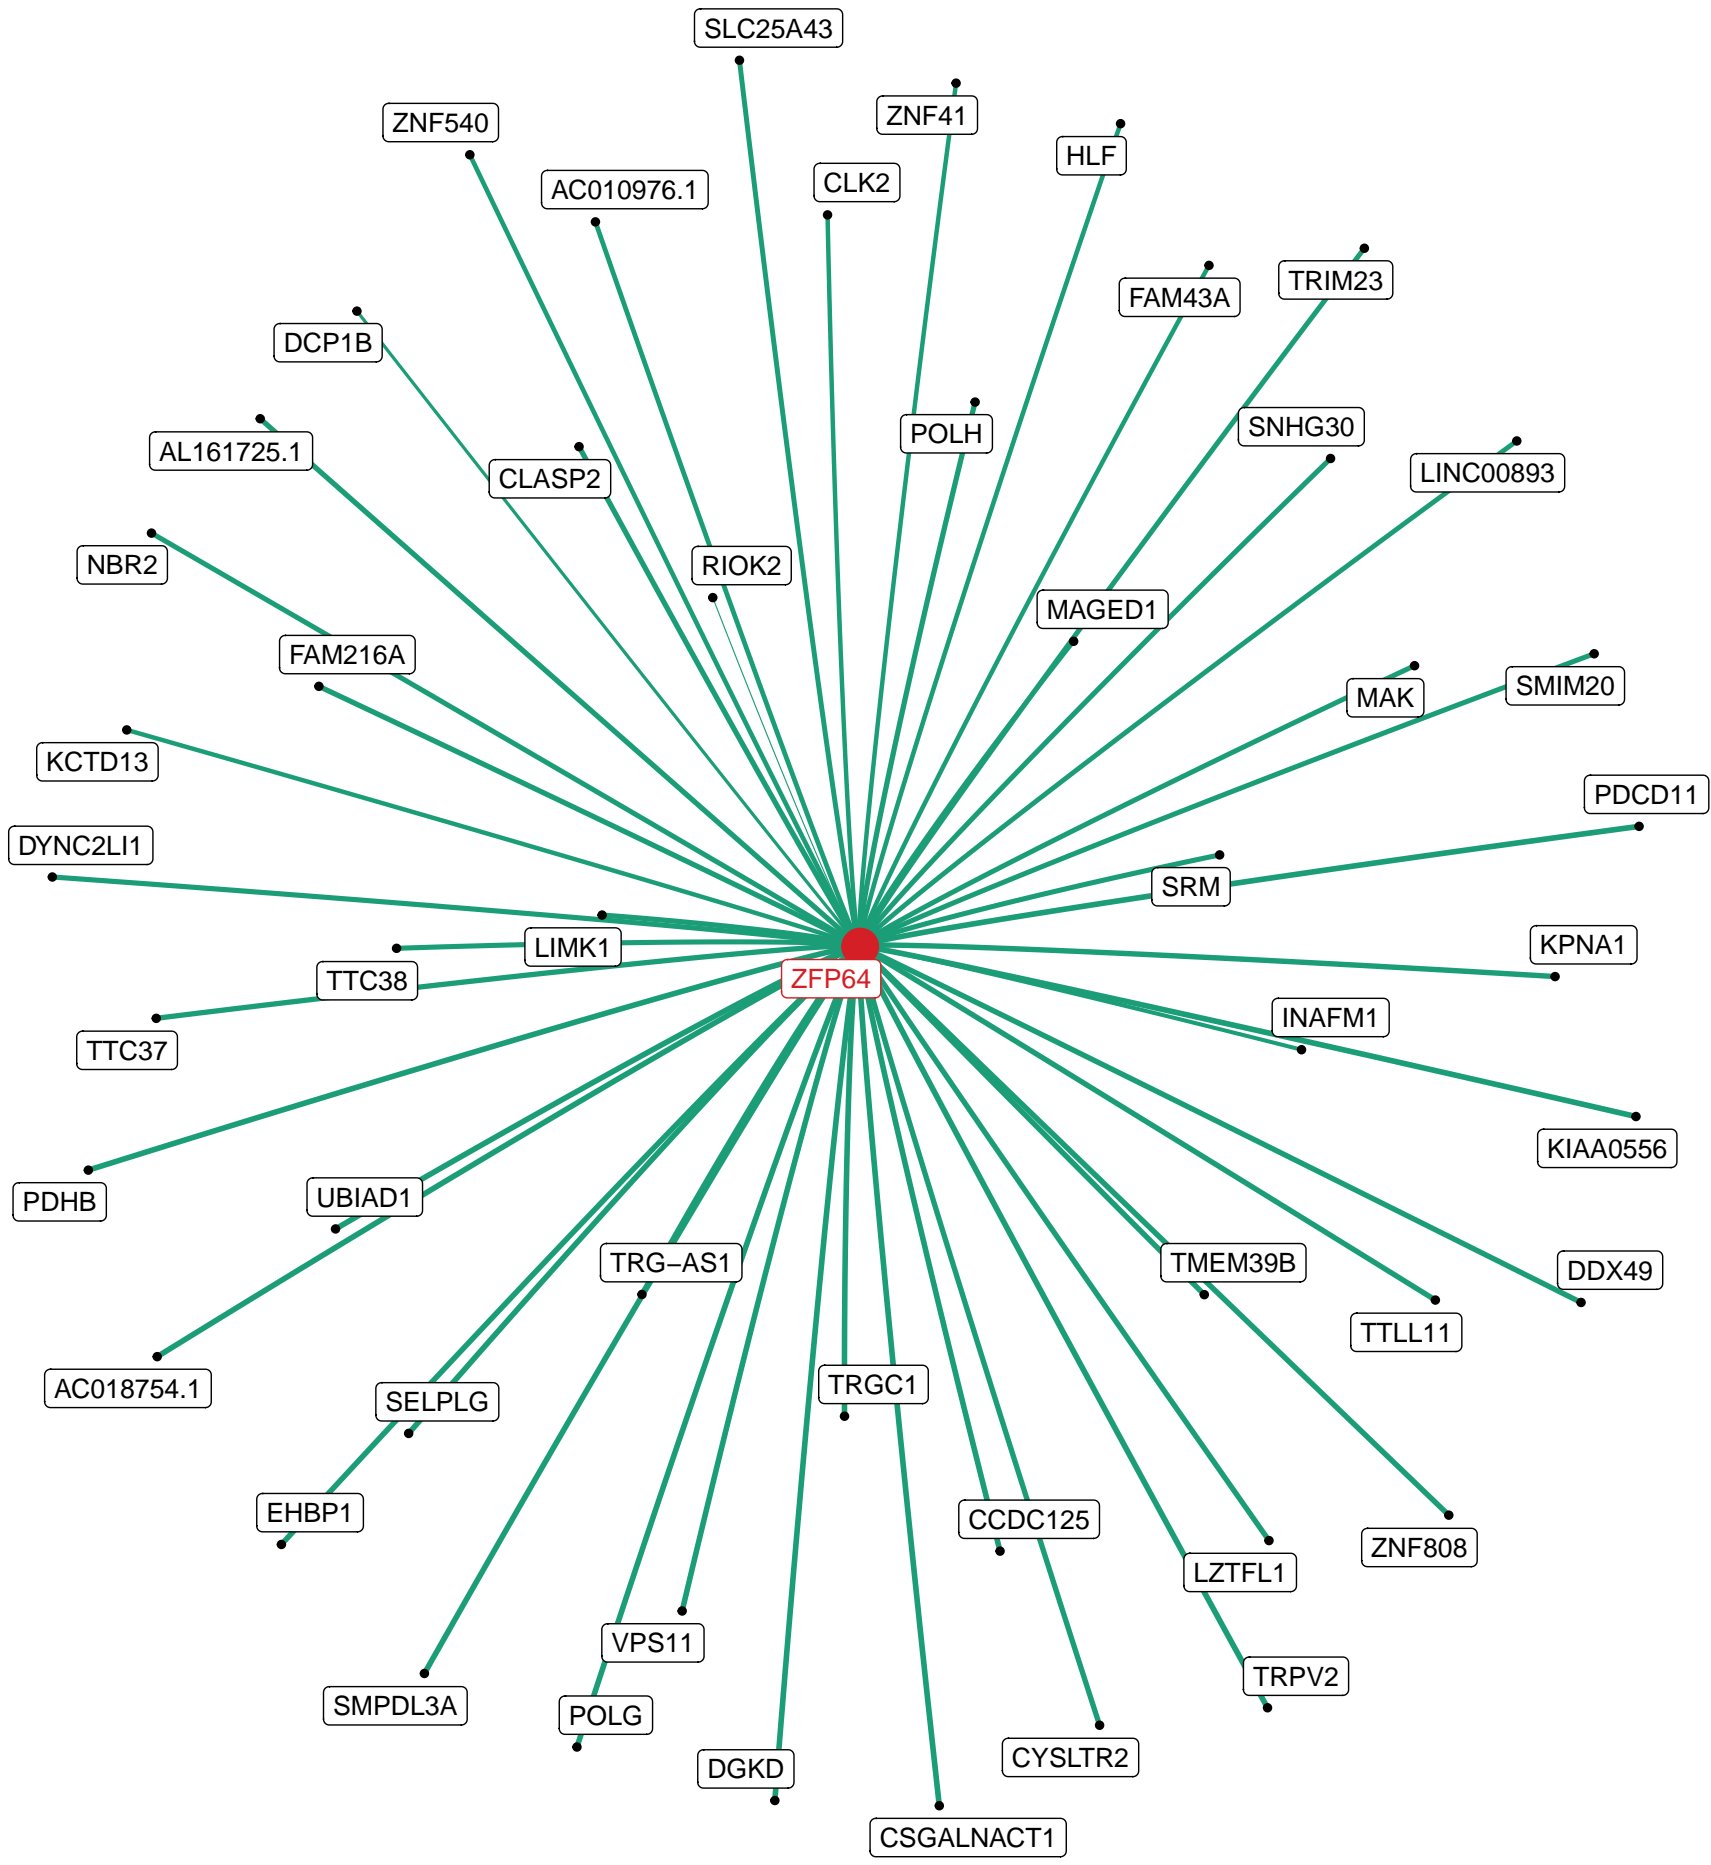 SLC25A43
ZNF41
ZNF540
HLF
CLK2
AC010976.1
TRIM23
FAM43A
DCP1B
SNHG30
POLH
AL161725.1
LINC00893
CLASP2
NBR2
RIOK2
MAGED1
FAM216A
SMIM20
MAK
KCTD13
PDCD11
DYNC2LI1
SRM
KPNA1
LIMK1
ZFP64
TTC38
INAFM1
TTC37
KIAA0556
UBIAD1
PDHB
TRG−AS1
TMEM39B
DDX49
TTLL11
TRGC1
AC018754.1
SELPLG
EHBP1
CCDC125
ZNF808
LZTFL1
VPS11
TRPV2
SMPDL3A
POLG
CYSLTR2
DGKD
CSGALNACT1